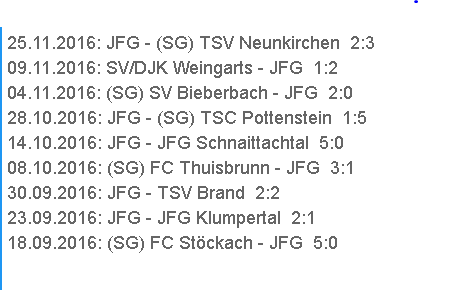 25.11.2016: JFG - (SG) TSV Neunkirchen 2:3
09.11.2016: SV/DJK Weingarts - JFG 1:2
04.11.2016: (SG) SV Bieberbach - JFG 2:0
28.10.2016: JFG - (SG) TSC Pottenstein 1:5
14.10.2016: JFG - JFG Schnaittachtal 5:0
08.10.2016: (SG) FC Thuisbrunn - JFG 3:1
30.09.2016: JFG - TSV Brand 2:2
23.09.2016: JFG - JFG Klumpertal 2:1
18.09.2016: (SG) FC Stöckach - JFG 5:0